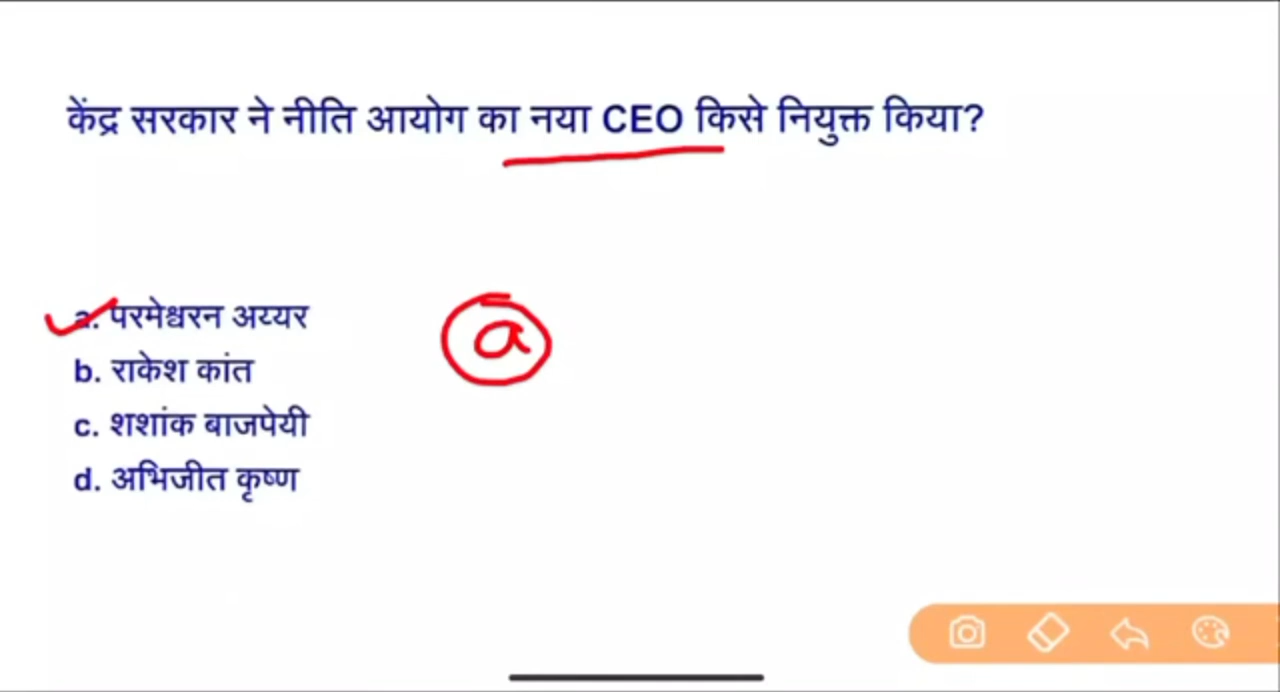 केंद्र सरकार ने नीति आयोग का नया CEO किसे नियुक्त किया?
a. परमेश्वरन अय्यर
a
b. राकेश कांत
c. शशांक बाजपेयी
d. अभिजीत कृष्ण